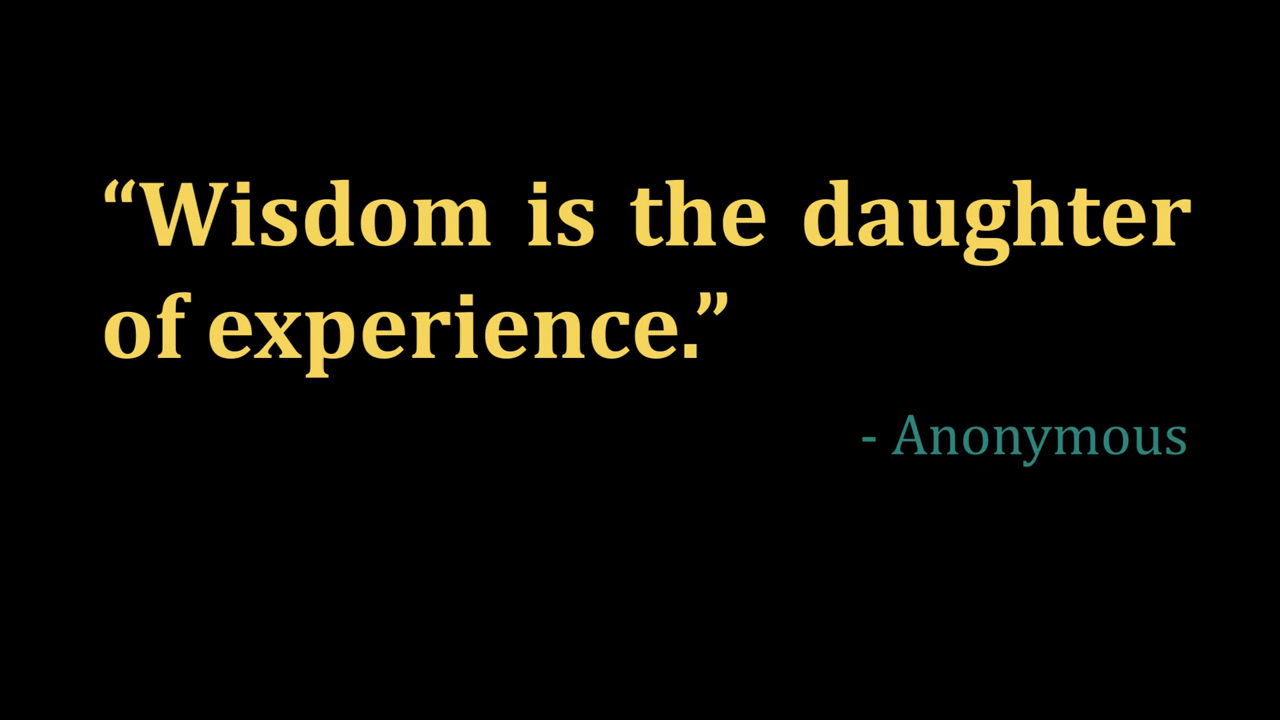 “Wisdom is the daughter
of experience.”
- Anonymous